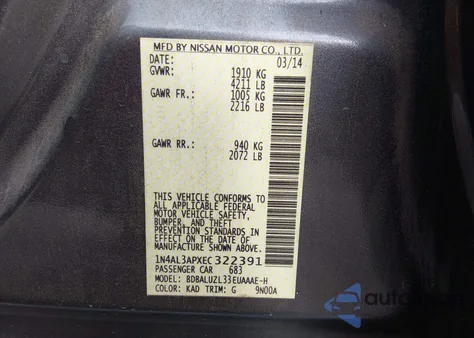 MFD BY NISSAN MOTOR CO., LTD.
03/14
GVWR: 1910 KG
4211 LB
GAWR FR.: 1005 KG
2216 LB
GAWR RR.: 940 KG
2072 LB
THIS VEHICLE CONFORMS TO
ALL APPLICABLE FEDERAL
MOTOR VEHICLE SAFETY,
BUMPER, AND THEFT
PREVENTION STANDARDS IN
EFFECT ON THE DATE OF
MANUFACTURE SHOWN ABOVE.
1N4AL3APXEC322391
PASSENGER CAR 683
MODEL: BDBALUZL33EUAAAE-H
COLOR: KAD TRIM: G 9N00A